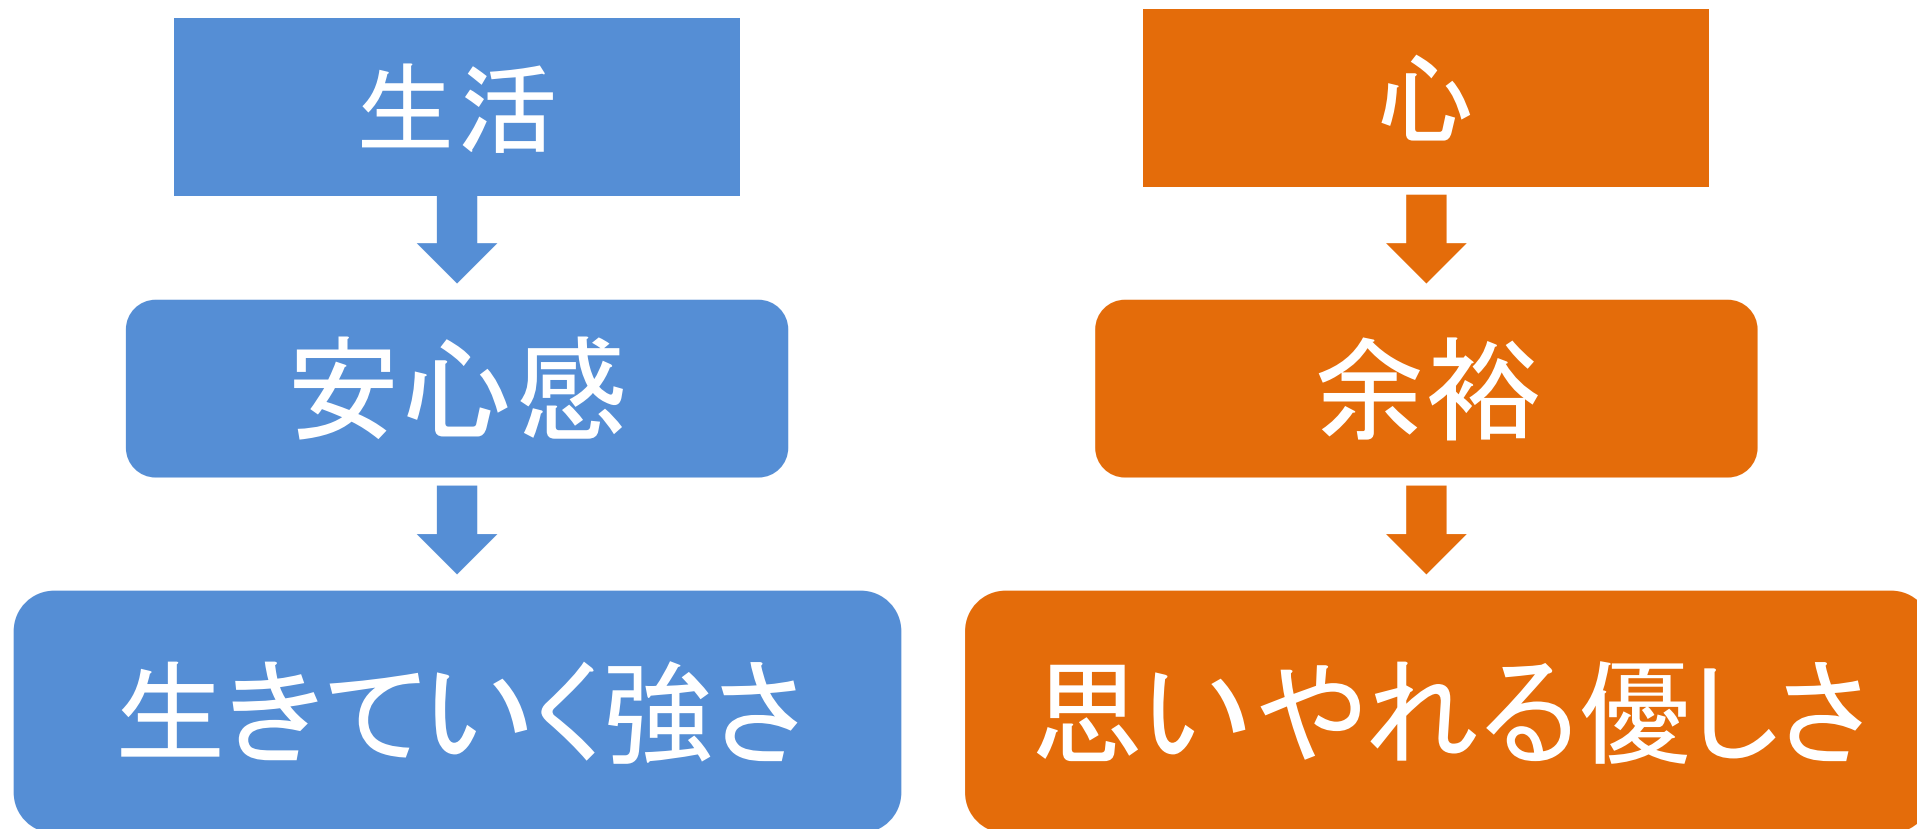 生活
安心感
生きていく強さ
心
余裕
思いやれる優しさ